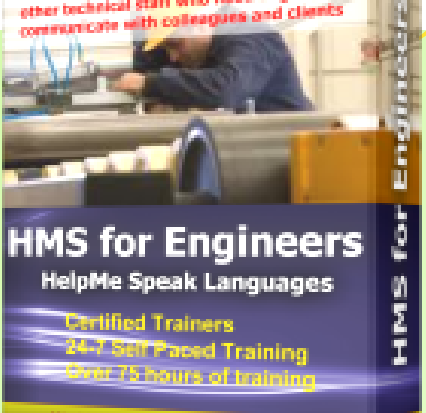 other technical staff who
communicate with colleagues and clients
HMS for Engineers
HelpMe Speak Languages
Certified Trainers
24-7 Self Paced Training
Over 75 hours of training
HMS for Engineers